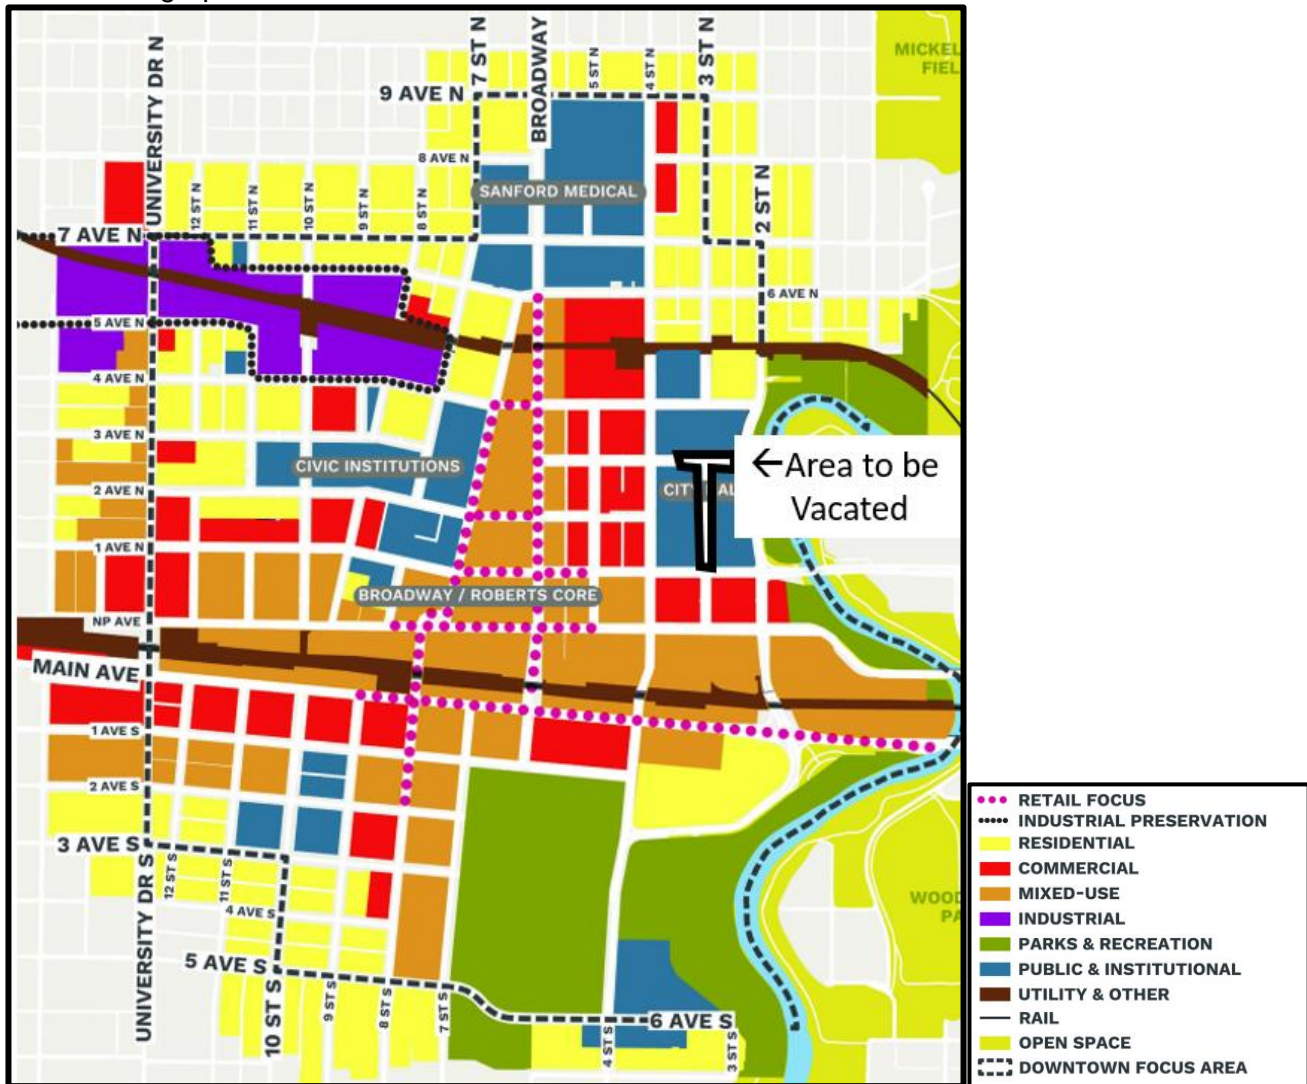 MICKEL
FIEL
7 ST N
BROADWAY
5 ST N
4 ST N
3 ST N
UNIVERSITY DR N
9 AVE N
8 AVE N
SANFORD MEDICAL
12 ST N
11 ST N
10 ST N
9 ST N
8 ST N
2 ST N
7 AVE N
6 AVE N
5 AVE N
4 AVE N
3 AVE N
CIVIC INSTITUTIONS
←Area to be
Vacated
2 AVE N
1 AVE N
BROADWAY / ROBERTS CORE
NP AVE
MAIN AVE
1 AVE S
2 AVE S
3 AVE S
12 ST S
11 ST S
UNIVERSITY DR S
4 AVE S
WOOD
PA
5 AVE S
10 ST S
9 ST S
8 ST S
7 ST S
6 AVE S
4 ST S
3 ST S
RETAIL FOCUS
INDUSTRIAL PRESERVATION
RESIDENTIAL
COMMERCIAL
MIXED-USE
INDUSTRIAL
PARKS & RECREATION
PUBLIC & INSTITUTIONAL
UTILITY & OTHER
RAIL
OPEN SPACE
DOWNTOWN FOCUS AREA